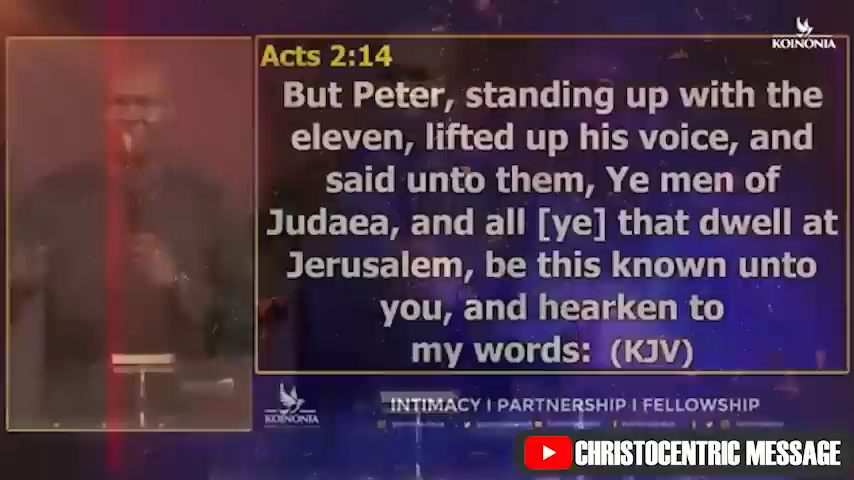 KOINONIA
Acts 2:14
But Peter, standing up with the
eleven, lifted up his voice, and
said unto them, Ye men of
Judaea, and all [ye] that dwell at
Jerusalem, be this known unto
you, and hearken to
my words: (KJV)
KOINONIA
INTIMACY I PARTNERSHIP I FELLOWSHIP
CHRISTOCENTRIC MESSAGE